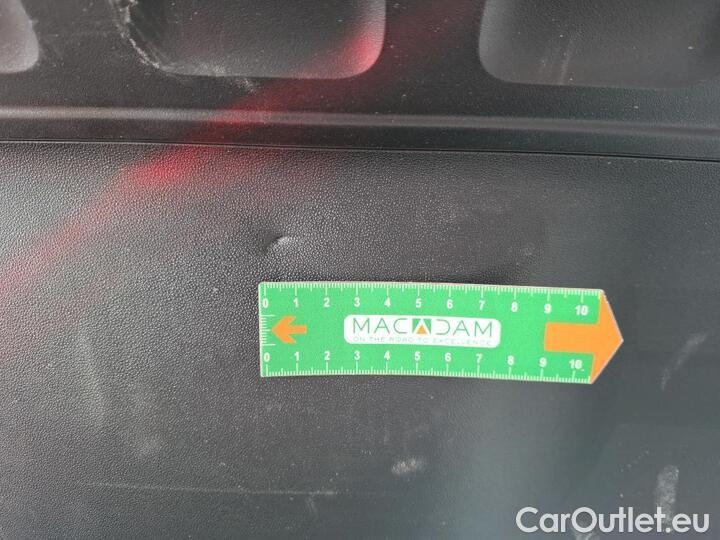 0 1 2 3 4 5 6 7 8 9 10
MACADAM
ON THE ROAD TO EXCELLENCE
0 1 2 3 4 5 6 7 8 9 10
CarOutlet.eu